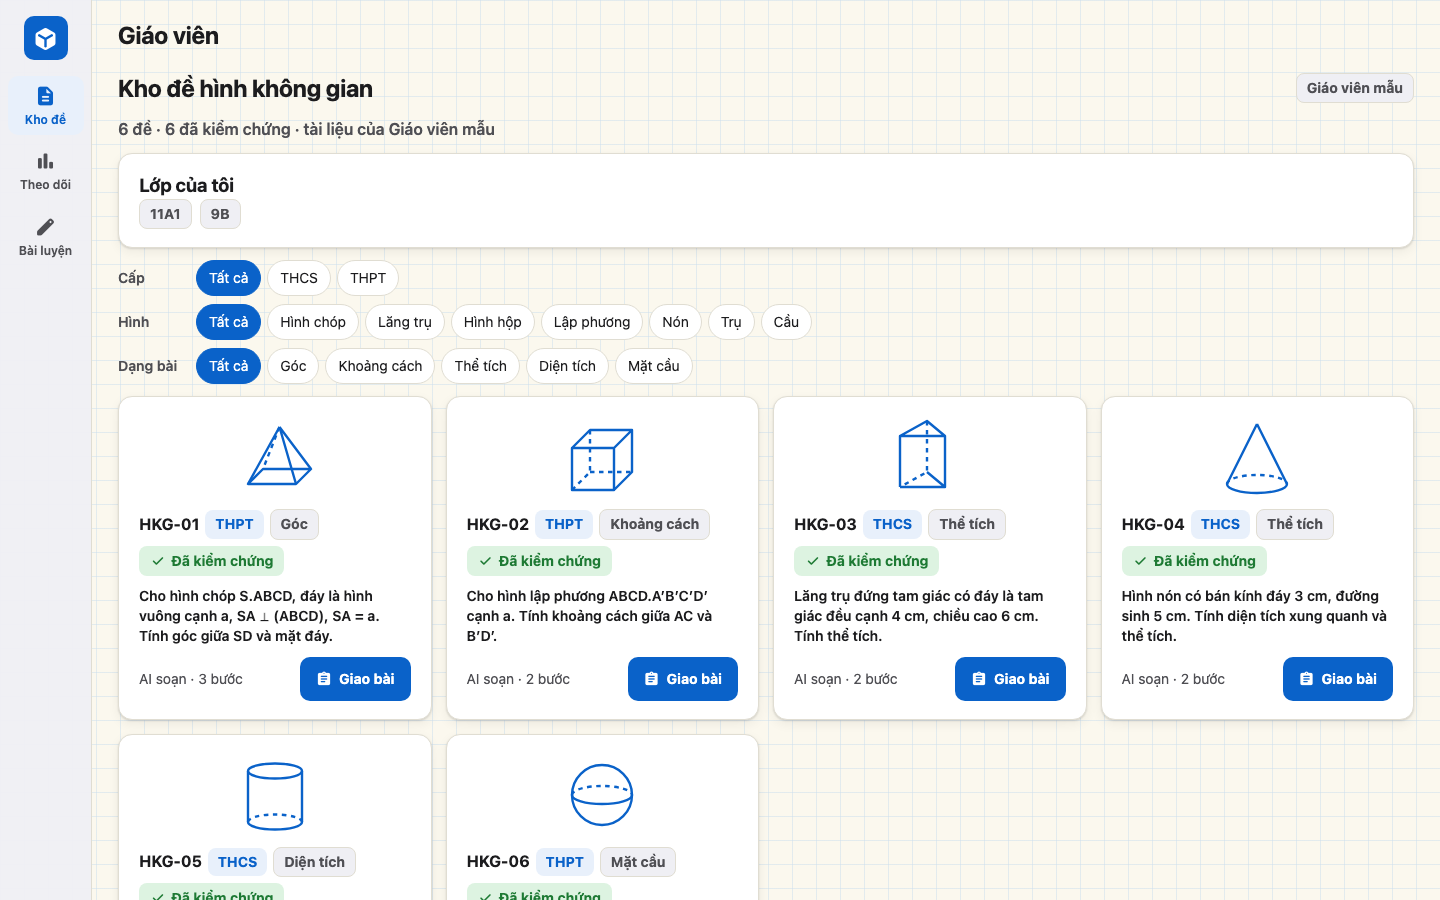 Giáo viên
Kho đề
Theo dõi
Bài luyện
Kho đề hình không gian
Giáo viên mẫu
6 đề · 6 đã kiểm chứng · tài liệu của Giáo viên mẫu
Lớp của tôi
11A1 9B
Cấp Tất cả THCS THPT
Hình Tất cả Hình chóp Lăng trụ Hình hộp Lập phương Nón Trụ Cầu
Dạng bài Tất cả Góc Khoảng cách Thể tích Diện tích Mặt cầu
HKG-01 THPT Góc
Đã kiểm chứng
Cho hình chóp S.ABCD, đáy là hình
vuông cạnh a, SA ⊥ (ABCD), SA = a.
Tính góc giữa SD và mặt đáy.
AI soạn · 3 bước Giao bài
HKG-02 THPT Khoảng cách
Đã kiểm chứng
Cho hình lập phương ABCD.A’B’C’D’
cạnh a. Tính khoảng cách giữa AC và
B’D’.
AI soạn · 2 bước Giao bài
HKG-03 THCS Thể tích
Đã kiểm chứng
Lăng trụ đứng tam giác có đáy là tam
giác đều cạnh 4 cm, chiều cao 6 cm.
Tính thể tích.
AI soạn · 2 bước Giao bài
HKG-04 THCS Thể tích
Đã kiểm chứng
Hình nón có bán kính đáy 3 cm, đường
sinh 5 cm. Tính diện tích xung quanh và
thể tích.
AI soạn · 2 bước Giao bài
HKG-05 THCS Diện tích
Đã kiểm chứng
HKG-06 THPT Mặt cầu
Đã kiểm chứng